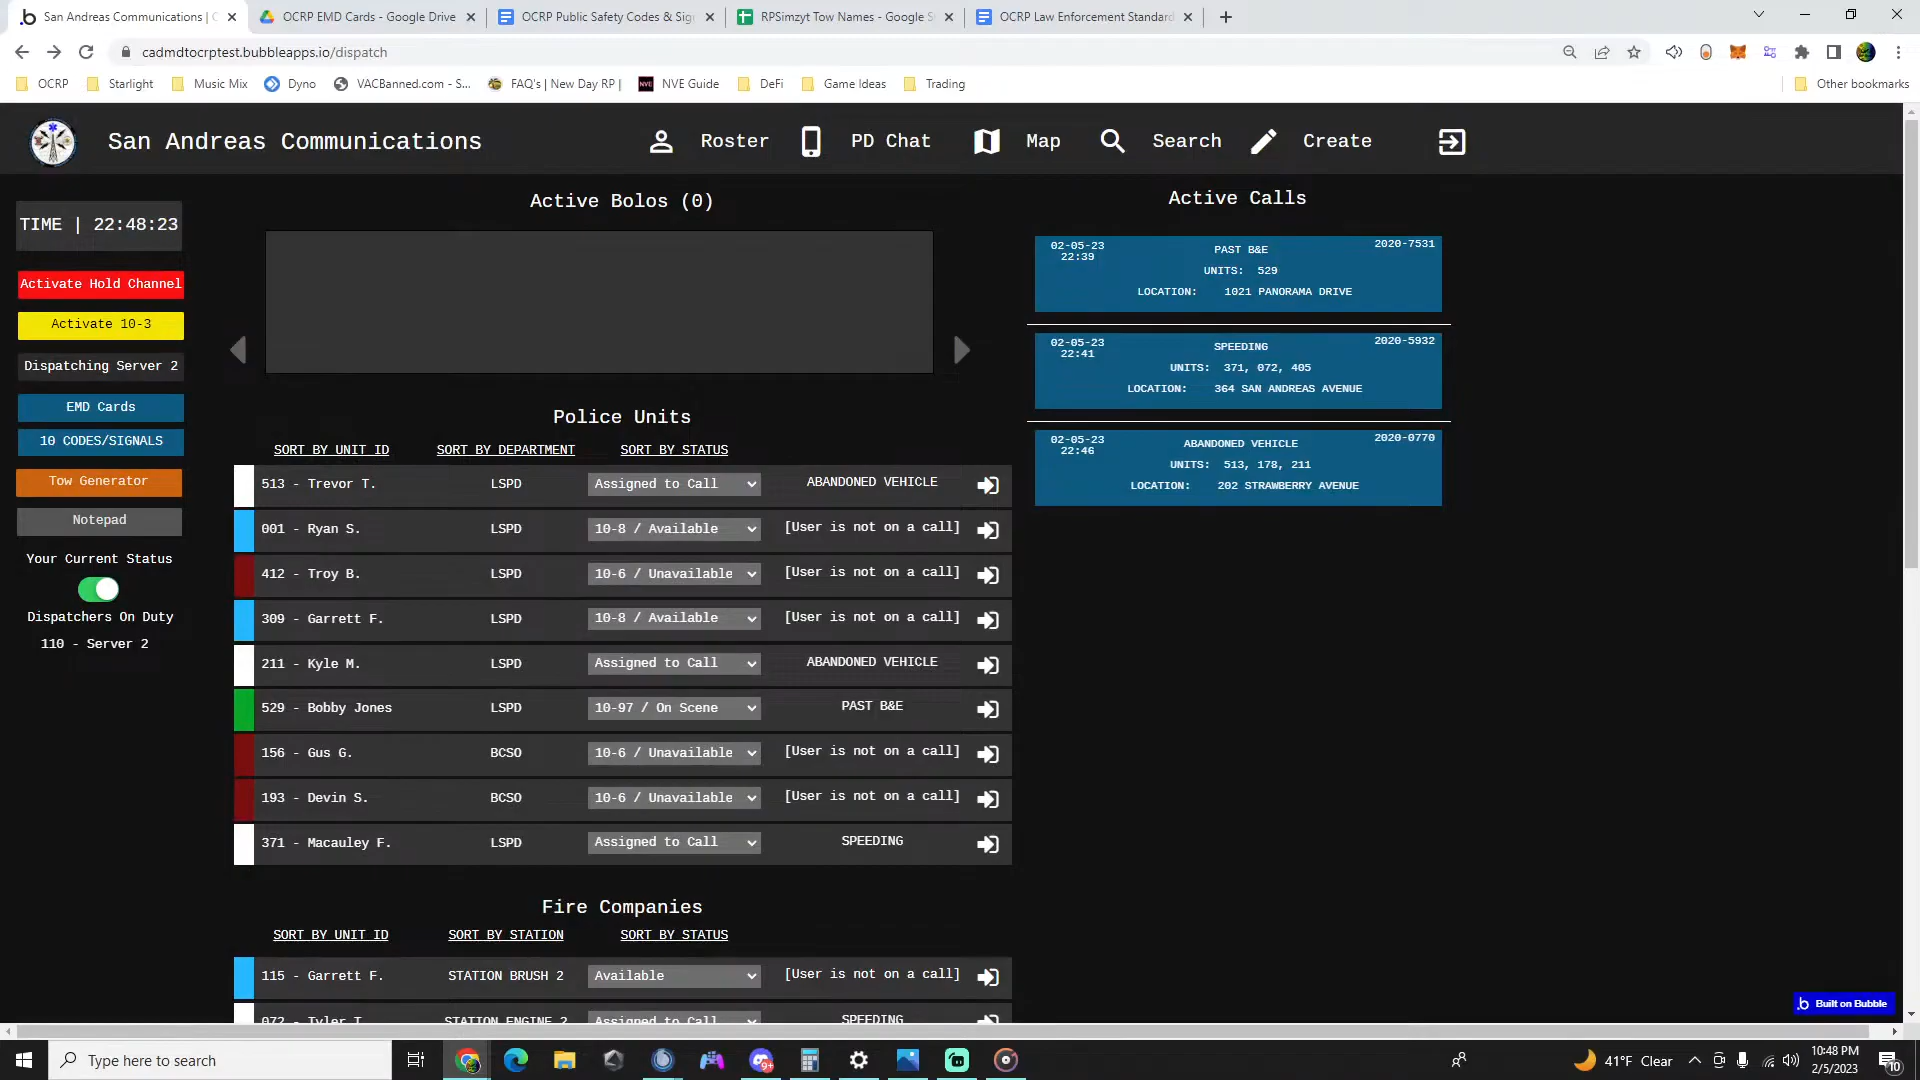 San Andreas Communications | C
OCRP EMD Cards - Google Drive
OCRP Public Safety Codes & Sig
RPSimzyt Tow Names - Google S
OCRP Law Enforcement Standard
cadmdtocrptest.bubbleapps.io/dispatch
OCRP
Starlight
Music Mix
Dyno
VACBanned.com - S...
FAQ's | New Day RP |
NVE Guide
DeFi
Game Ideas
Trading
Other bookmarks
San Andreas Communications
Roster
PD Chat
Map
Search
Create
Active Bolos (0)
Active Calls
TIME | 22:48:23
Activate Hold Channel
Activate 10-3
Dispatching Server 2
EMD Cards
10 CODES/SIGNALS
Tow Generator
Notepad
Your Current Status
Dispatchers On Duty
110 - Server 2
02-05-23
22:39
PAST B&E
2020-7531
UNITS: 529
LOCATION: 1021 PANORAMA DRIVE
02-05-23
22:41
SPEEDING
2020-5932
UNITS: 371, 072, 405
LOCATION: 364 SAN ANDREAS AVENUE
02-05-23
22:46
ABANDONED VEHICLE
2020-0770
UNITS: 513, 178, 211
LOCATION: 202 STRAWBERRY AVENUE
Police Units
SORT BY UNIT ID SORT BY DEPARTMENT SORT BY STATUS
513 - Trevor T. LSPD Assigned to Call ABANDONED VEHICLE
001 - Ryan S. LSPD 10-8 / Available [User is not on a call]
412 - Troy B. LSPD 10-6 / Unavailable [User is not on a call]
309 - Garrett F. LSPD 10-8 / Available [User is not on a call]
211 - Kyle M. LSPD Assigned to Call ABANDONED VEHICLE
529 - Bobby Jones LSPD 10-97 / On Scene PAST B&E
156 - Gus G. BCSO 10-6 / Unavailable [User is not on a call]
193 - Devin S. BCSO 10-6 / Unavailable [User is not on a call]
371 - Macauley F. LSPD Assigned to Call SPEEDING
Fire Companies
SORT BY UNIT ID SORT BY STATION SORT BY STATUS
115 - Garrett F. STATION BRUSH 2 Available [User is not on a call]
072 - Tyler T. STATION ENGINE 2 Assigned to Call SPEEDING
Built on Bubble
Type here to search
9+
41°F Clear
10:48 PM
2/5/2023
10